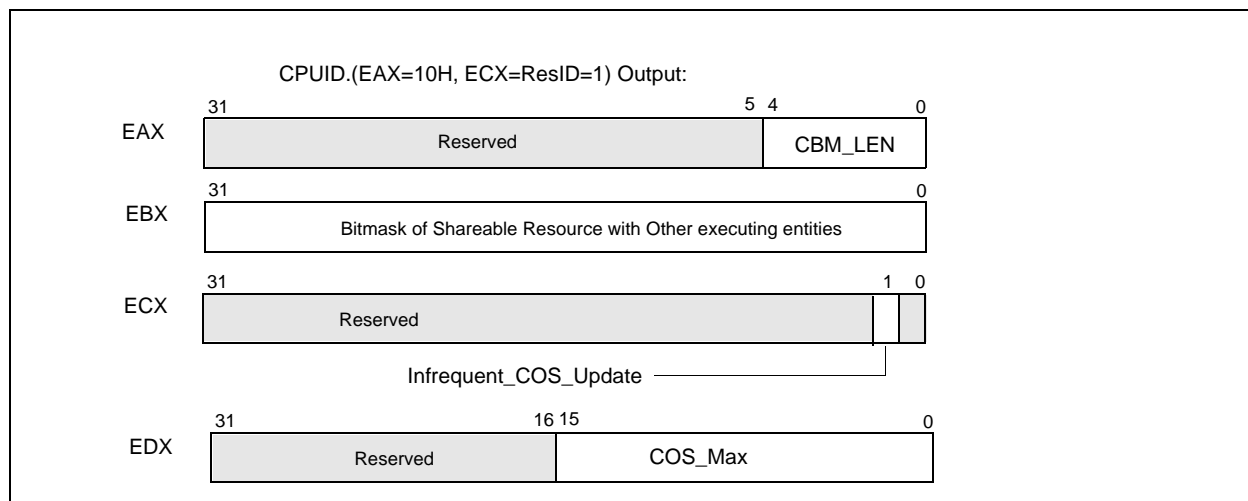 CPUID.(EAX=10H, ECX=ResID=1) Output:
31 5 4 0
EAX Reserved CBM_LEN
31 0
EBX Bitmask of Shareable Resource with Other executing entities
31 1 0
ECX Reserved
Infrequent_COS_Update
31 16 15 0
EDX Reserved COS_Max